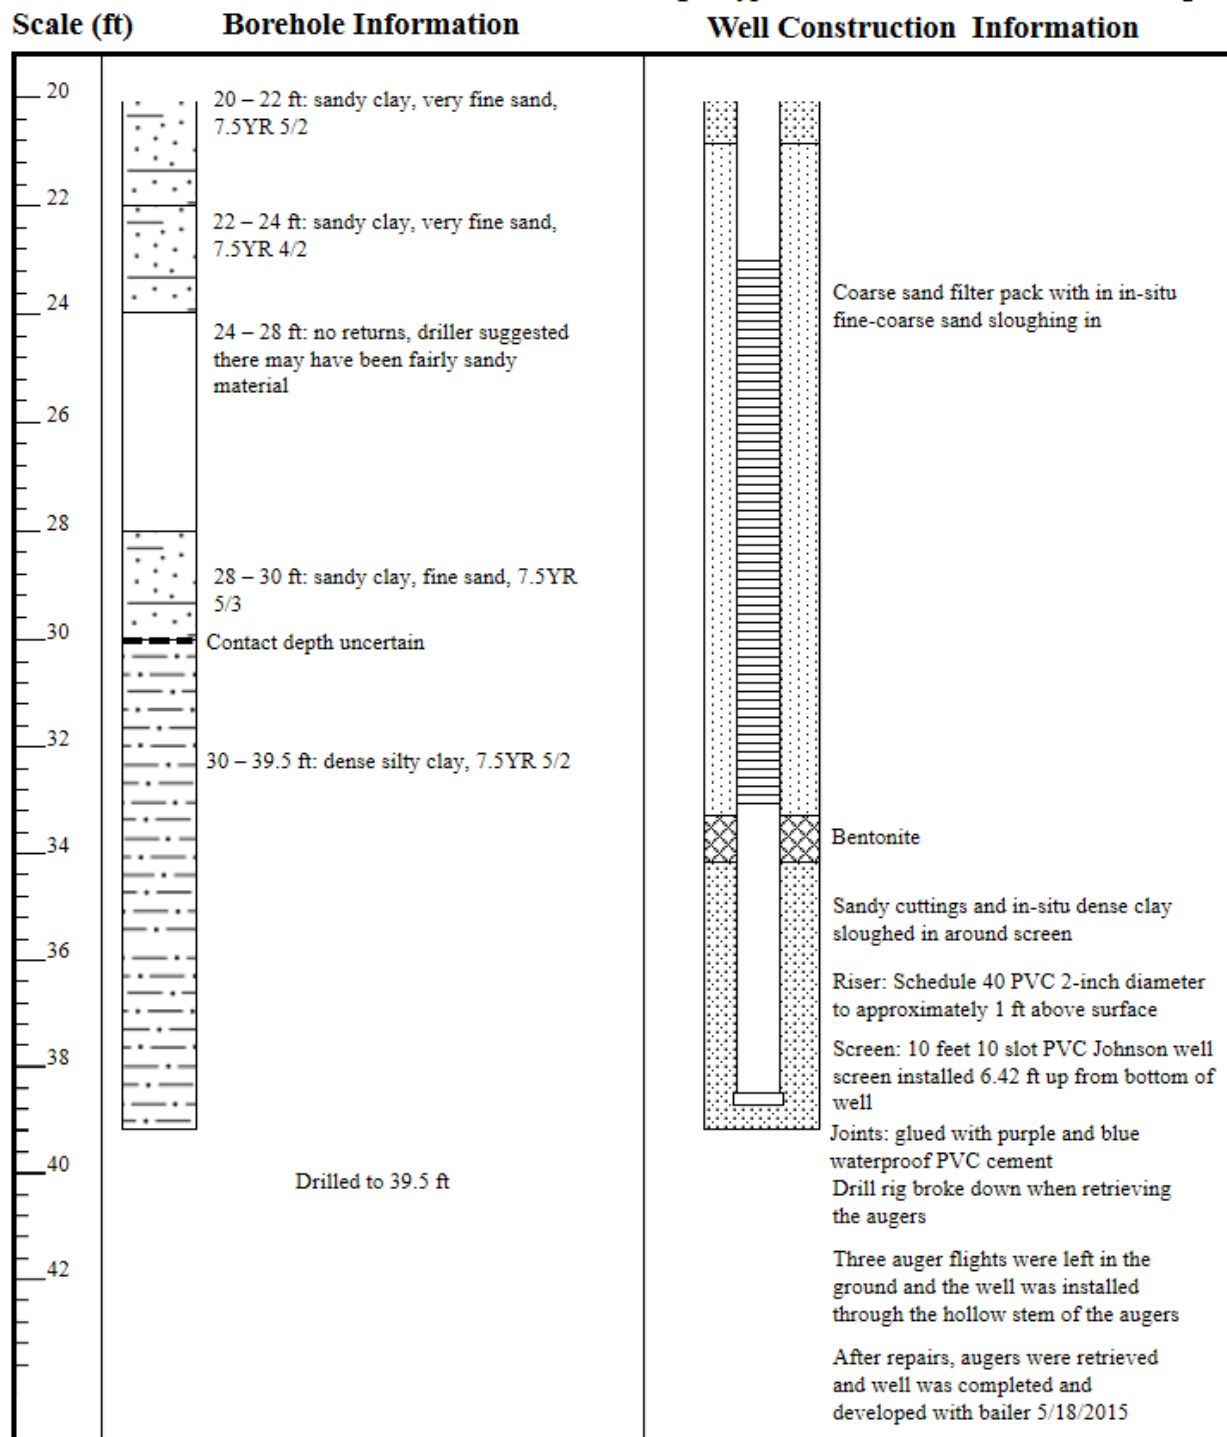 Scale (ft)
Borehole Information
Well Construction Information
20
22
24
26
28
30
32
34
36
38
40
42
20 – 22 ft: sandy clay, very fine sand,
7.5YR 5/2
22 – 24 ft: sandy clay, very fine sand,
7.5YR 4/2
24 – 28 ft: no returns, driller suggested
there may have been fairly sandy
material
28 – 30 ft: sandy clay, fine sand, 7.5YR
5/3
Contact depth uncertain
30 – 39.5 ft: dense silty clay, 7.5YR 5/2
Drilled to 39.5 ft
Coarse sand filter pack with in in-situ
fine-coarse sand sloughing in
Bentonite
Sandy cuttings and in-situ dense clay
sloughed in around screen
Riser: Schedule 40 PVC 2-inch diameter
to approximately 1 ft above surface
Screen: 10 feet 10 slot PVC Johnson well
screen installed 6.42 ft up from bottom of
well
Joints: glued with purple and blue
waterproof PVC cement
Drill rig broke down when retrieving
the augers
Three auger flights were left in the
ground and the well was installed
through the hollow stem of the augers
After repairs, augers were retrieved
and well was completed and
developed with bailer 5/18/2015